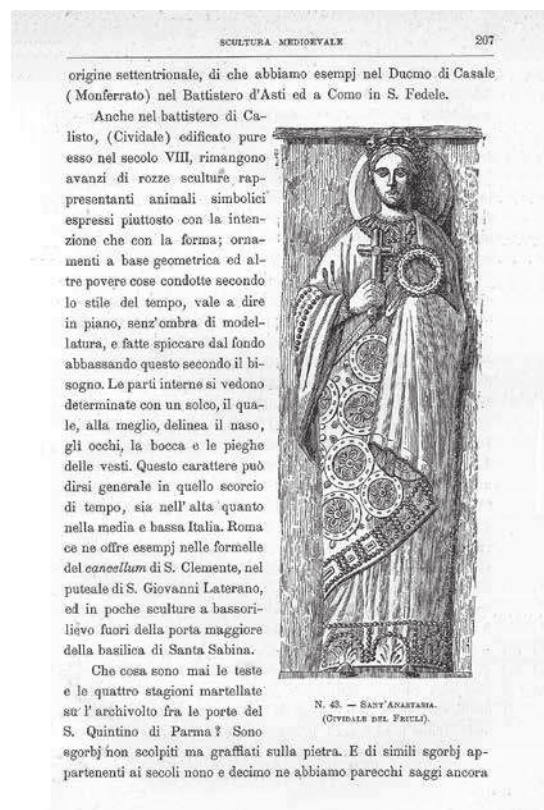 SCULTURA MEDIOEVALE 207
origine settentrionale, di che abbiamo esempj nel Duomo di Casale
(Monferrato) nel Battistero d'Asti ed a Como in S. Fedele.
Anche nel battistero di Ca-
listo, (Cividale) edificato pure
esso nel secolo VIII, rimangono
avanzi di rozze sculture rap-
presentanti animali simbolici
espressi piuttosto con la inten-
zione che con la forma; orna-
menti a base geometrica ed al-
tre povere cose condotte secondo
lo stile del tempo, vale a dire
in piano, senz'ombra di model-
latura, e fatte spiccare dal fondo
abbassando questo secondo il bi-
sogno. Le parti interne si vedono
determinate con un solco, il qua-
le, alla meglio, delinea il naso,
gli occhi, la bocca e le pieghe
delle vesti. Questo carattere può
dirsi generale in quello scorcio
di tempo, sia nell'alta quanto
nella media e bassa Italia. Roma
ce ne offre esempj nelle formelle
del cancellum di S. Clemente, nel
puteale di S. Giovanni Laterano,
ed in poche sculture a bassori-
lievo fuori della porta maggiore
della basilica di Santa Sabina.
Che cosa sono mai le teste
e le quattro stagioni martellate
su l'archivolto fra le porte del
S. Quintino di Parma? Sono
sgorbj non scolpiti ma graffiati sulla pietra. E di simili sgorbj ap-
partenenti ai secoli nono e decimo ne abbiamo parecchi saggi ancora
N. 43. — SANT'ANASTASIA.
(CIVIDALE DEL FRIULI).